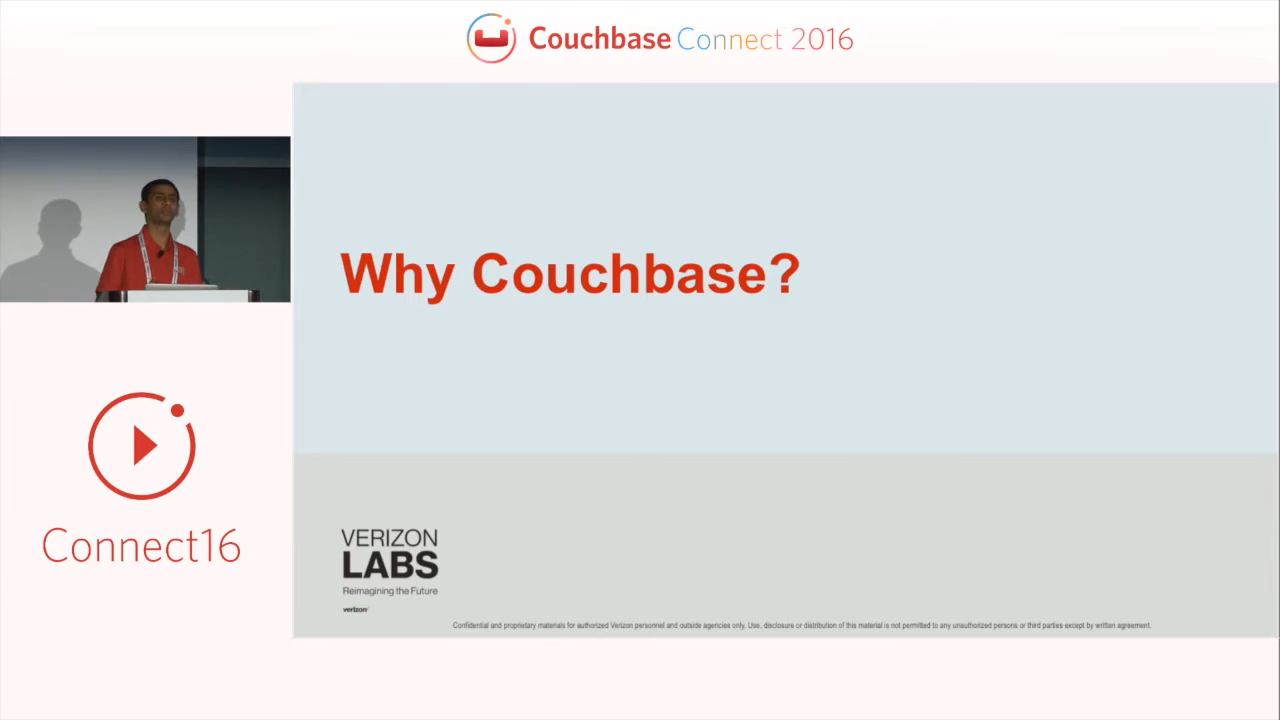 Couchbase Connect 2016
Why Couchbase?
Connect16
VERIZON
LABS
Reimagining the Future
verizon
Confidential and proprietary materials for authorized Verizon personnel and outside agencies only. Use, disclosure or distribution of this material is not permitted to any unauthorized persons or third parties except by written agreement.